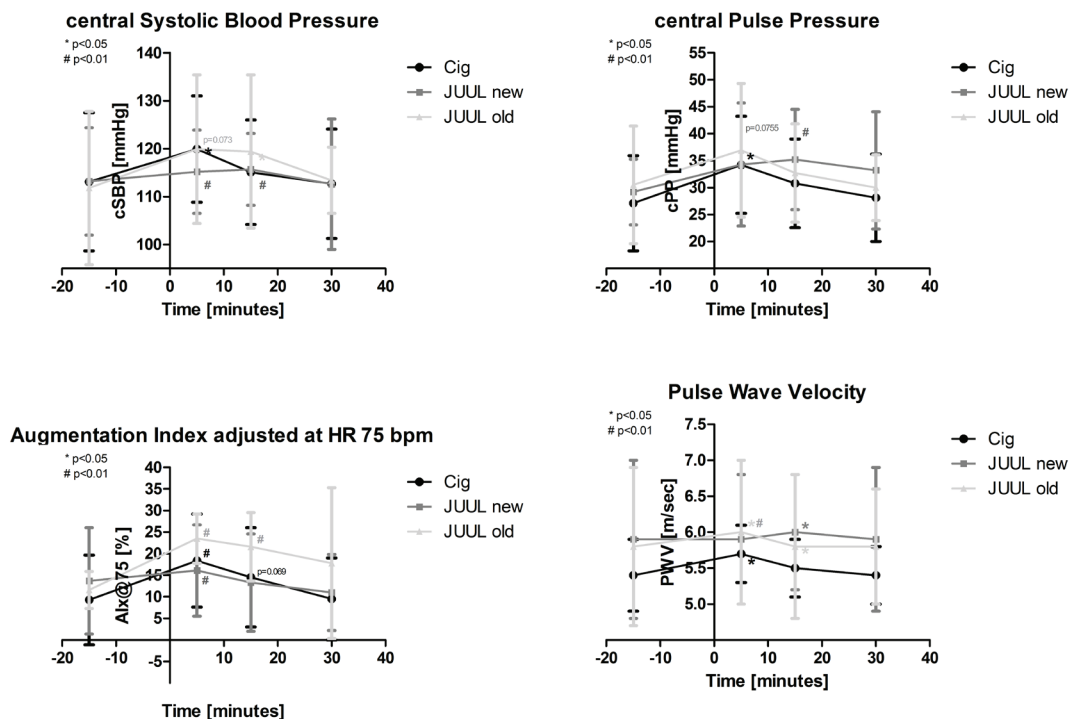 central Systolic Blood Pressure
* p<0.05
# p<0.01
140
130
120
110
100
cSBP [mmHg]
p=0.073
*
*
#
#
-20 -10 0 10 20 30 40
Time [minutes]
Cig
JUUL new
JUUL old
central Pulse Pressure
* p<0.05
# p<0.01
55
50
45
40
35
30
25
20
cPP [mmHg]
p=0.0755
#
*
-20 -10 0 10 20 30 40
Time [minutes]
Cig
JUUL new
JUUL old
Augmentation Index adjusted at HR 75 bpm
* p<0.05
# p<0.01
40
35
30
25
20
15
10
5
-5
AIx@75 [%]
#
#
#
#
p=0.069
-20 -10 0 10 20 30 40
Time [minutes]
Cig
JUUL new
JUUL old
Pulse Wave Velocity
* p<0.05
# p<0.01
7.5
7.0
6.5
6.0
5.5
5.0
PWV [m/sec]
*#
*
*
*
-20 -10 0 10 20 30 40
Time [minutes]
Cig
JUUL new
JUUL old